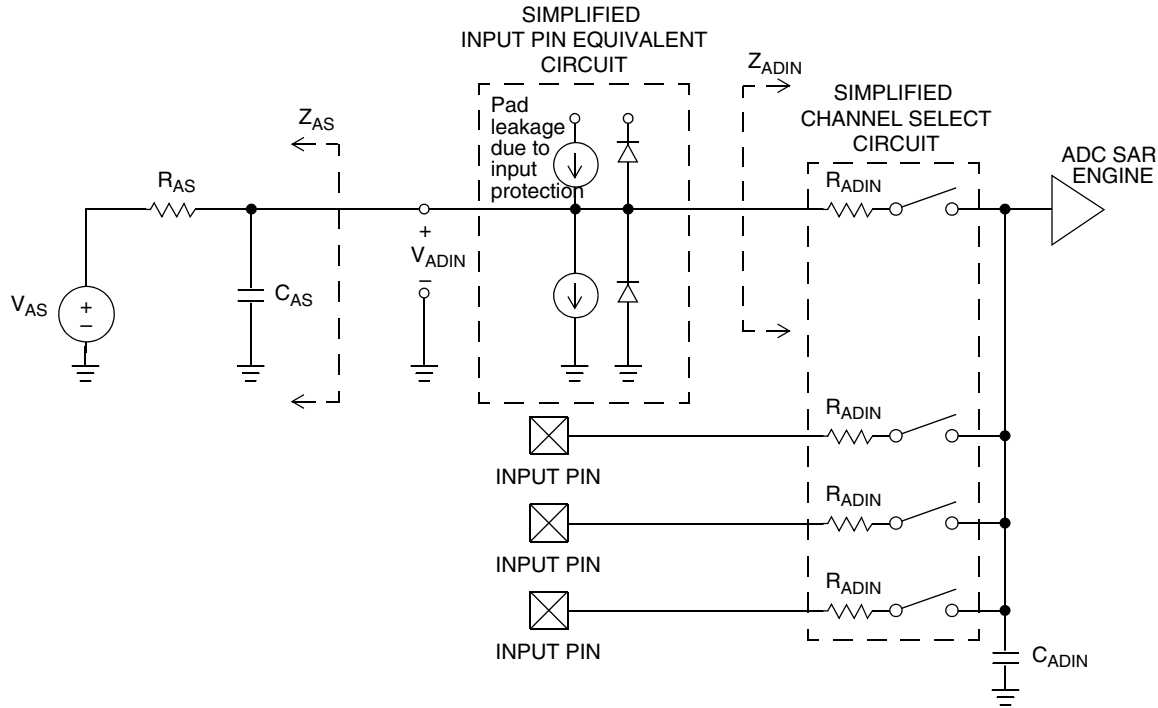 SIMPLIFIED
INPUT PIN EQUIVALENT
CIRCUIT
Z_ADIN
SIMPLIFIED
CHANNEL SELECT
CIRCUIT
Pad
leakage
due to
input
protection
Z_AS
ADC SAR
ENGINE
R_AS
R_ADIN
+
V_ADIN
–
C_AS
V_AS
+
–
R_ADIN
INPUT PIN
R_ADIN
INPUT PIN
R_ADIN
INPUT PIN
C_ADIN